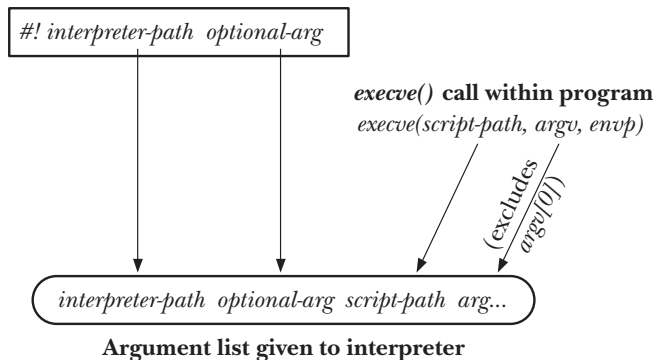 #! interpreter-path optional-arg
execve() call within program
execve(script-path, argv, envp)
(excludes
argv[0])
interpreter-path optional-arg script-path arg...
Argument list given to interpreter